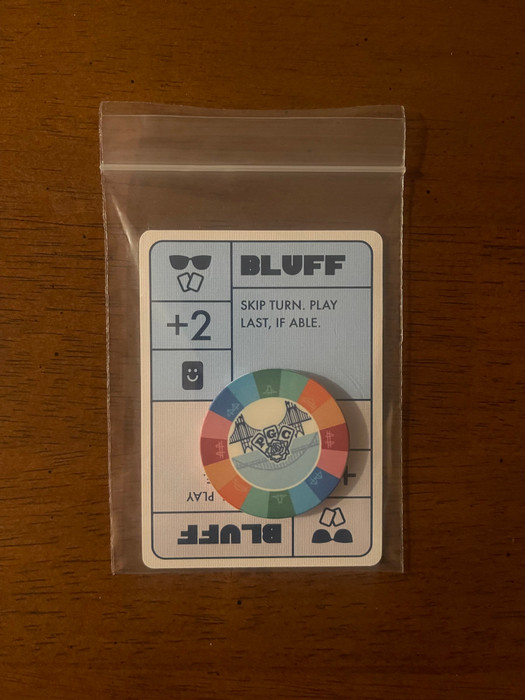 BLUFF
+2
SKIP TURN. PLAY
LAST, IF ABLE.
PGC
PLAY
BLUFF